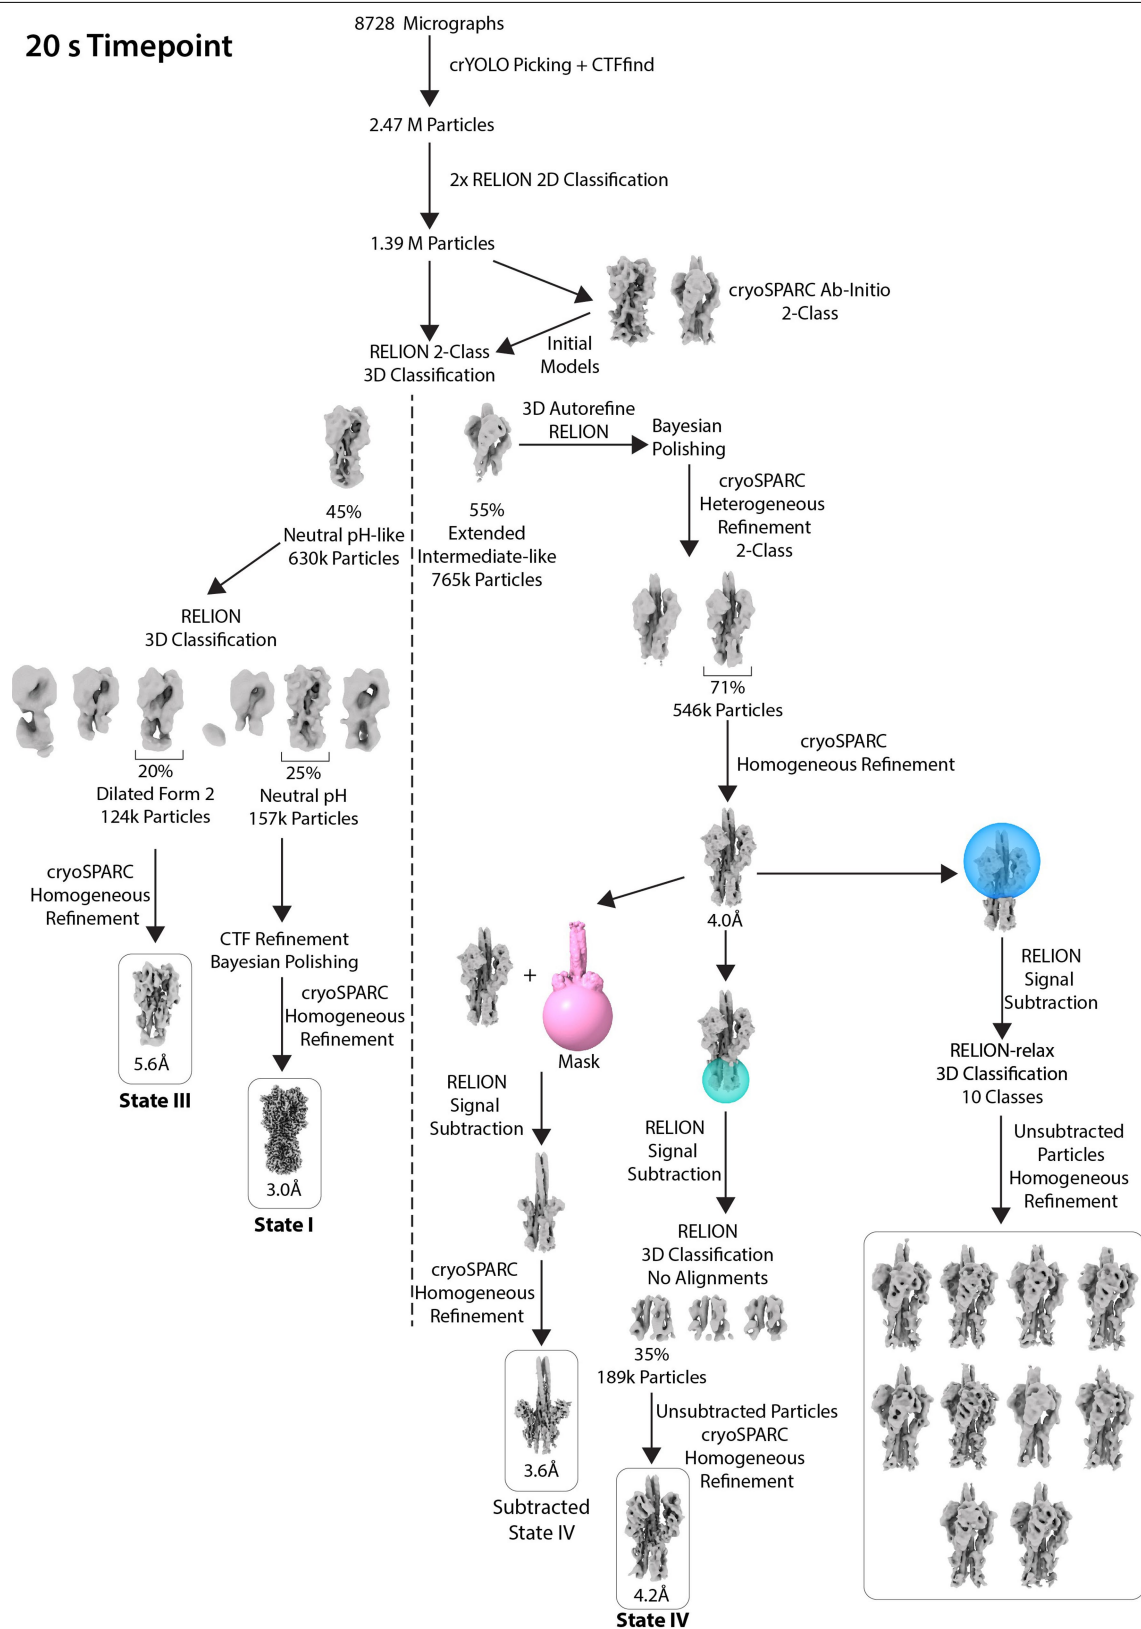 20 s Timepoint
8728 Micrographs
crYOLO Picking + CTFfind
2.47 M Particles
2x RELION 2D Classification
1.39 M Particles
cryoSPARC Ab-Initio
2-Class
Initial
Models
RELION 2-Class
3D Classification
45%
Neutral pH-like
630k Particles
55%
Extended
Intermediate-like
765k Particles
3D Autorefine
RELION
Bayesian
Polishing
cryoSPARC
Heterogeneous
Refinement
2-Class
71%
546k Particles
cryoSPARC
Homogeneous Refinement
4.0Å
RELION
3D Classification
20%
Dilated Form 2
124k Particles
25%
Neutral pH
157k Particles
cryoSPARC
Homogeneous
Refinement
5.6Å
State III
CTF Refinement
Bayesian Polishing
cryoSPARC
Homogeneous
Refinement
3.0Å
State I
+
Mask
RELION
Signal
Subtraction
cryoSPARC
Homogeneous
Refinement
3.6Å
Subtracted
State IV
RELION
Signal
Subtraction
RELION
3D Classification
No Alignments
35%
189k Particles
Unsubtracted Particles
cryoSPARC
Homogeneous
Refinement
4.2Å
State IV
RELION
Signal
Subtraction
RELION-relax
3D Classification
10 Classes
Unsubtracted
Particles
Homogeneous
Refinement